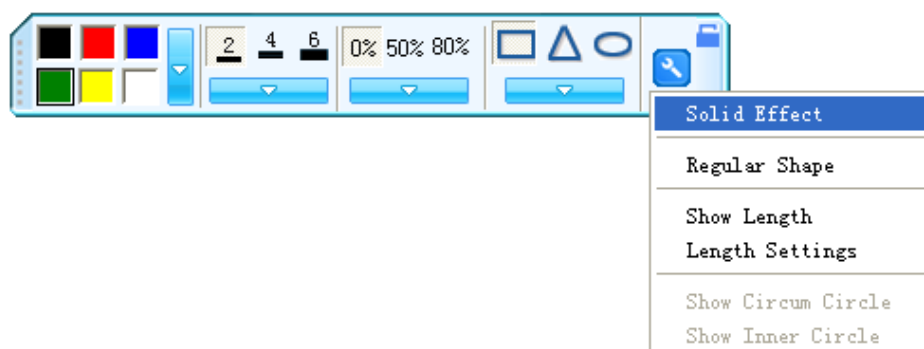 2 4 6 0% 50% 80%
Solid Effect
Regular Shape
Show Length
Length Settings
Show Circum Circle
Show Inner Circle